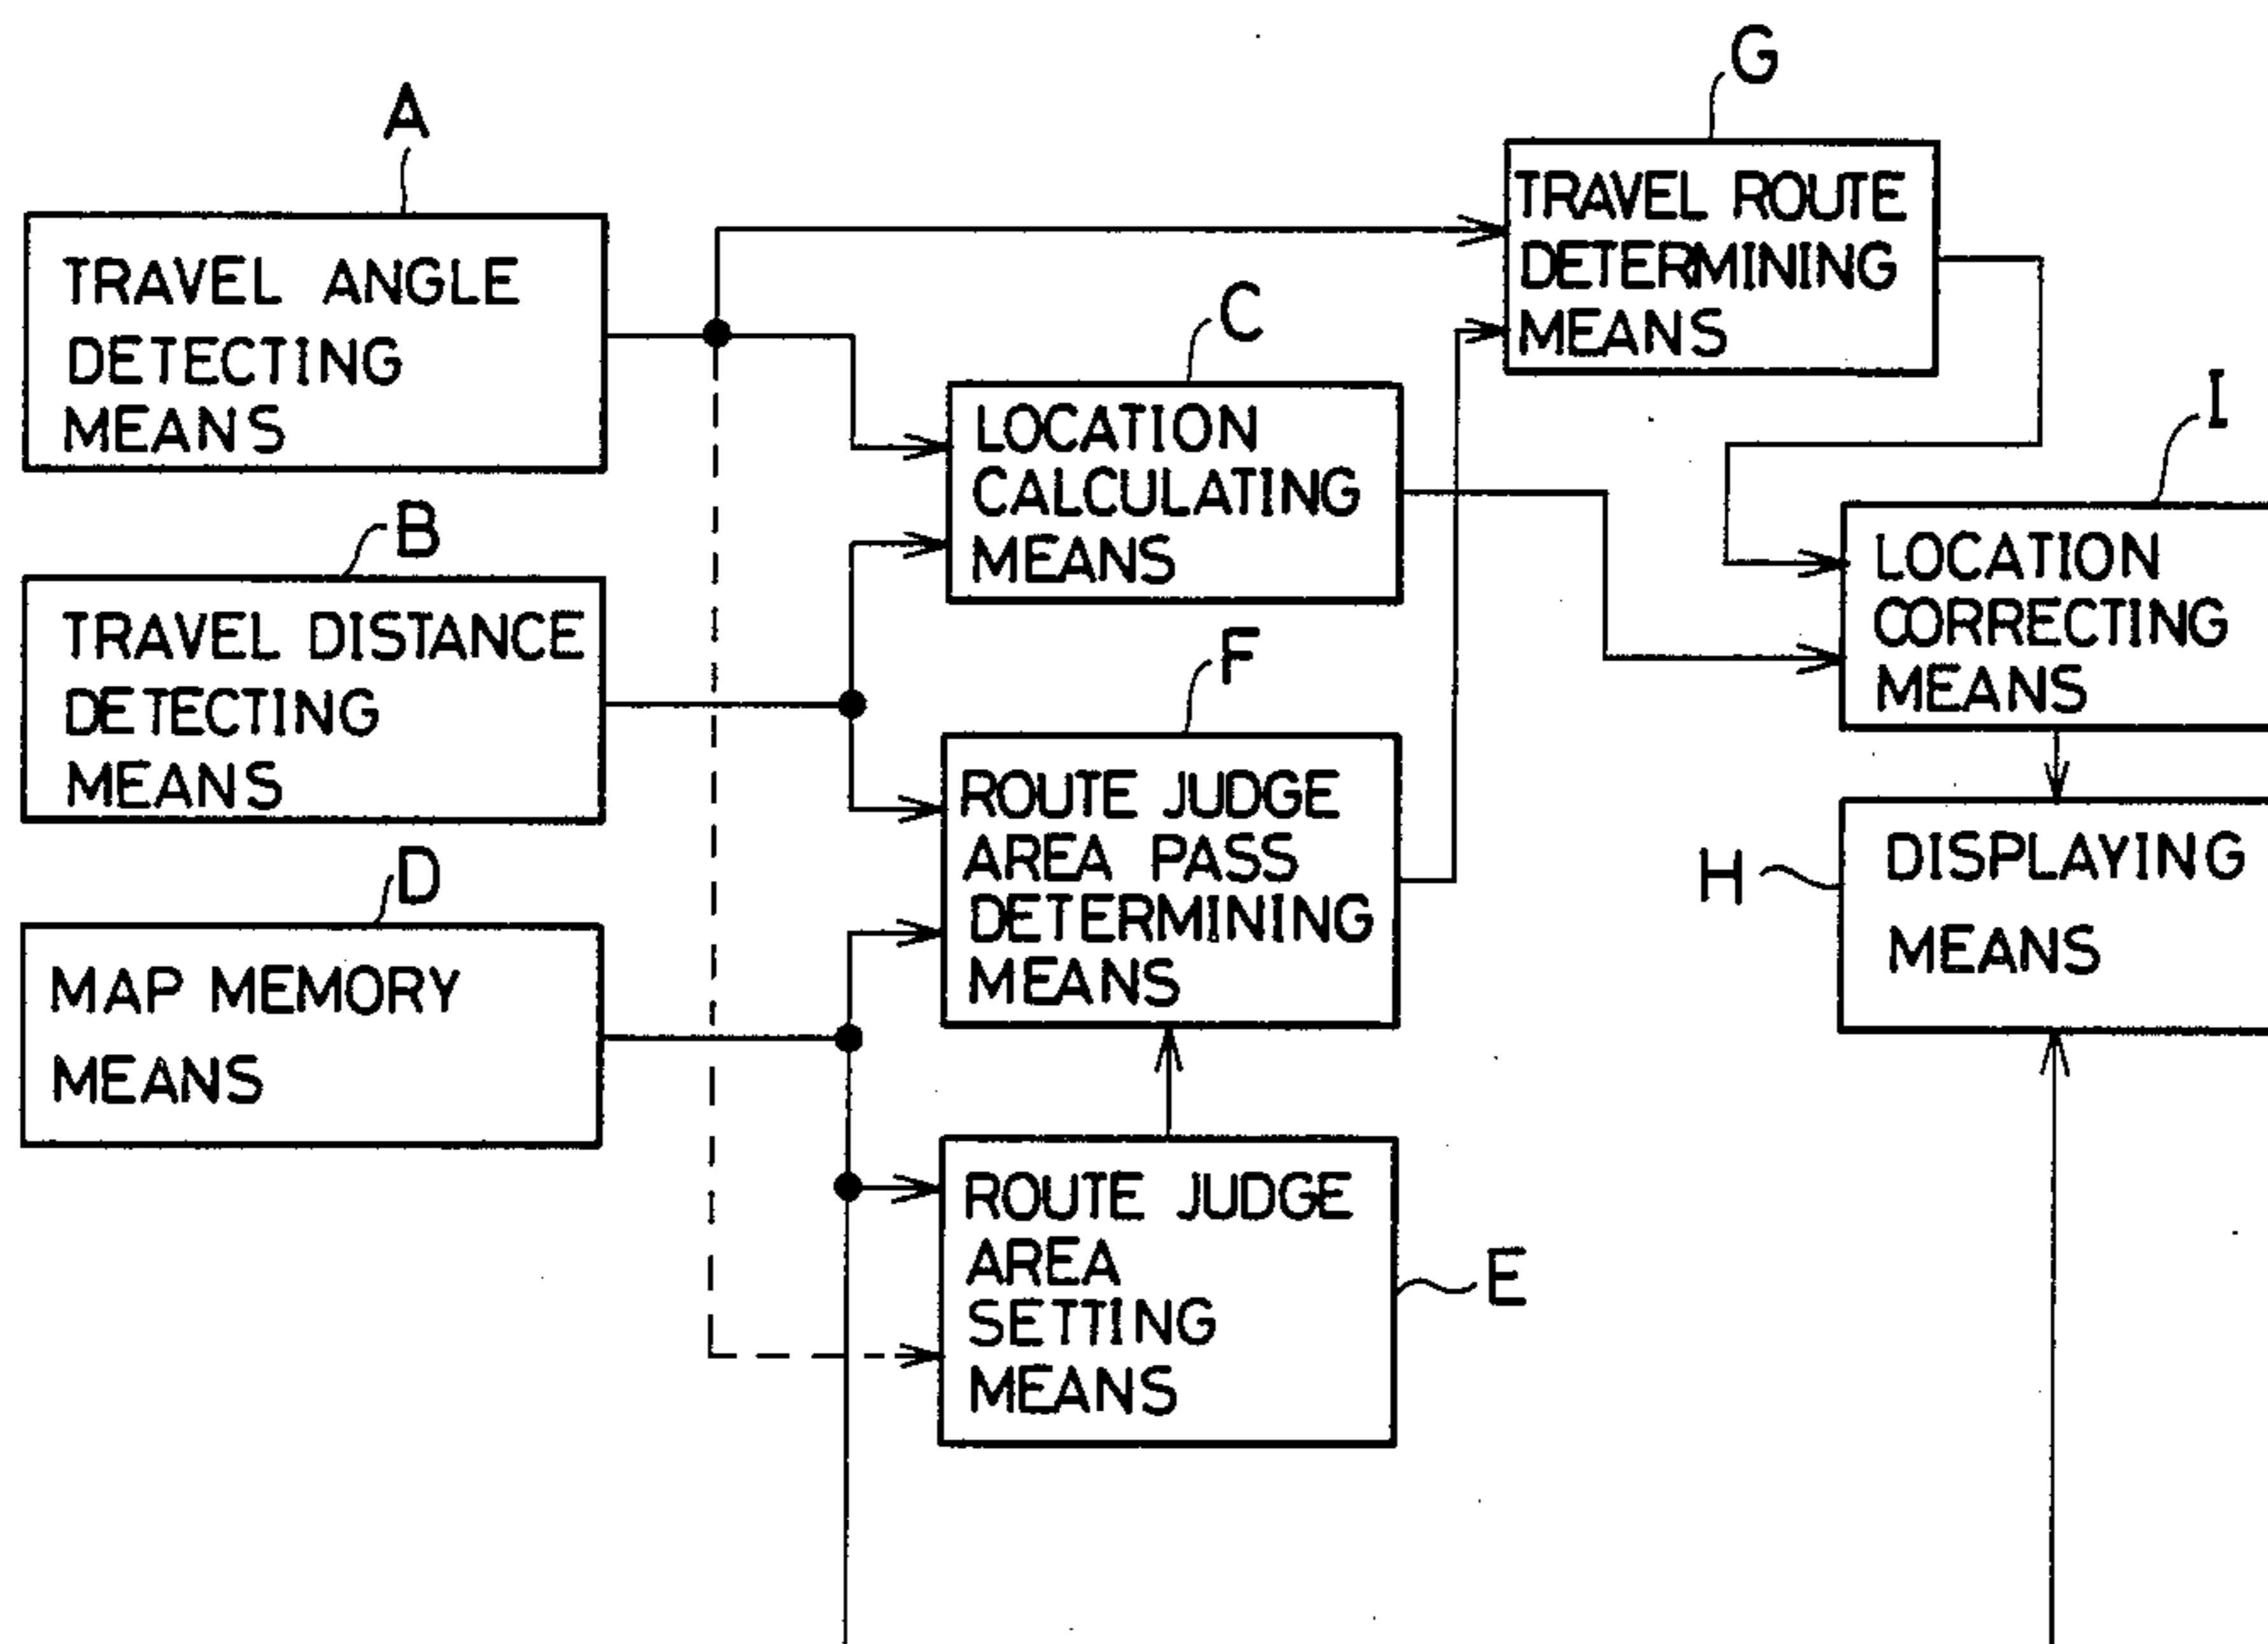 A
TRAVEL ANGLE
DETECTING
MEANS
B
TRAVEL DISTANCE
DETECTING
MEANS
D
MAP MEMORY
MEANS
C
LOCATION
CALCULATING
MEANS
F
ROUTE JUDGE
AREA PASS
DETERMINING
MEANS
ROUTE JUDGE
AREA
SETTING
MEANS
E
G
TRAVEL ROUTE
DETERMINING
MEANS
I
LOCATION
CORRECTING
MEANS
H
DISPLAYING
MEANS